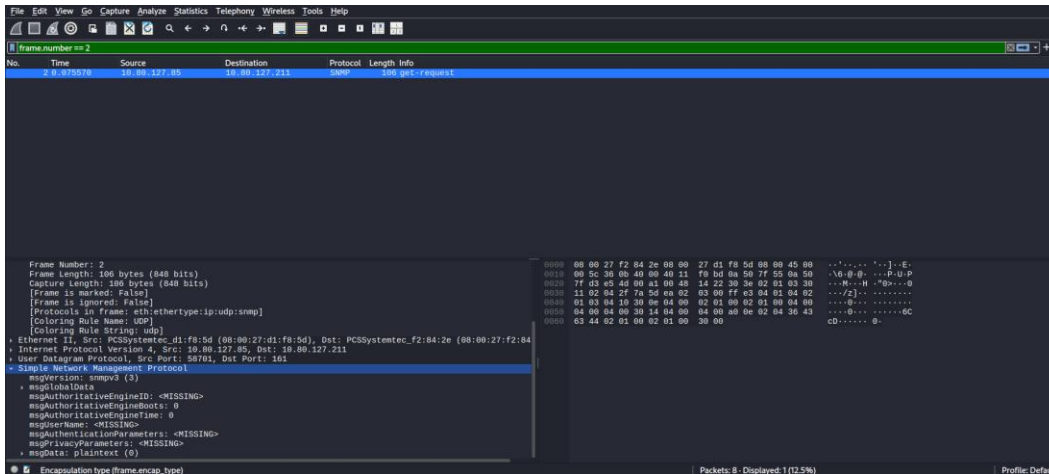 File Edit View Go Capture Analyze Statistics Telephony Wireless Tools Help
frame.number == 2
No. Time Source Destination Protocol Length Info
2 0.075570 10.80.127.85 10.80.127.211 SNMP 106 get-request
Frame Number: 2
Frame Length: 106 bytes (848 bits)
Capture Length: 106 bytes (848 bits)
[Frame is marked: False]
[Frame is ignored: False]
[Protocols in frame: eth:ethertype:ip:udp:snmp]
[Coloring Rule Name: UDP]
[Coloring Rule String: udp]
Ethernet II, Src: PCSSystemtec_d1:f8:5d (08:00:27:d1:f8:5d), Dst: PCSSystemtec_f2:84:2e (08:00:27:f2:84
Internet Protocol Version 4, Src: 10.80.127.85, Dst: 10.80.127.211
User Datagram Protocol, Src Port: 58701, Dst Port: 161
Simple Network Management Protocol
msgVersion: snmpv3 (3)
msgGlobalData
msgAuthoritativeEngineID: <MISSING>
msgAuthoritativeEngineBoots: 0
msgAuthoritativeEngineTime: 0
msgUserName: <MISSING>
msgAuthenticationParameters: <MISSING>
msgPrivacyParameters: <MISSING>
msgData: plaintext (0)
0000 08 00 27 f2 84 2e 08 00 27 d1 f8 5d 08 00 45 00 ··'··.·· '··]··E·
0010 00 5c 36 0b 40 00 40 11 f0 bd 0a 50 7f 55 0a 50 ·\6·@·@· ···P·U·P
0020 7f d3 e5 4d 00 a1 00 48 14 22 30 3e 02 01 03 30 ···M···H ·"0>···0
0030 11 02 04 2f 7a 5d ea 02 03 00 ff e3 04 01 04 02 ···/z]·· ········
0040 01 03 04 10 30 0e 04 00 02 01 00 02 01 00 04 00 ····0··· ········
0050 04 00 04 00 30 14 04 00 04 00 a0 0e 02 04 36 43 ····0··· ······6C
0060 63 44 02 01 00 02 01 00 30 00 cD······ 0·
Encapsulation type (frame.encap_type)
Packets: 8 · Displayed: 1 (12.5%)
Profile: Defa